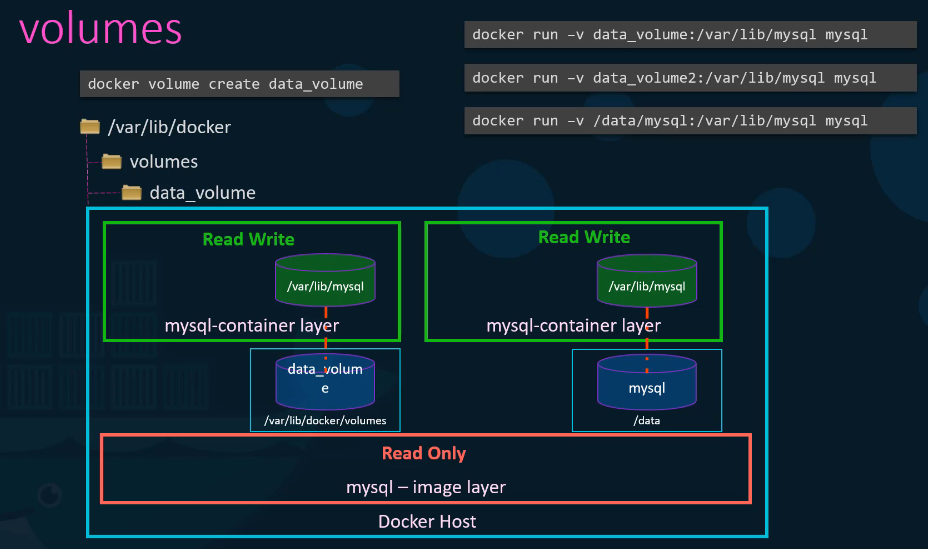 volumes
docker volume create data_volume
/var/lib/docker
volumes
data_volume
docker run –v data_volume:/var/lib/mysql mysql
docker run –v data_volume2:/var/lib/mysql mysql
docker run –v /data/mysql:/var/lib/mysql mysql
Read Write
/var/lib/mysql
mysql-container layer
data_volum
e
/var/lib/docker/volumes
Read Write
/var/lib/mysql
mysql-container layer
mysql
/data
Read Only
mysql – image layer
Docker Host